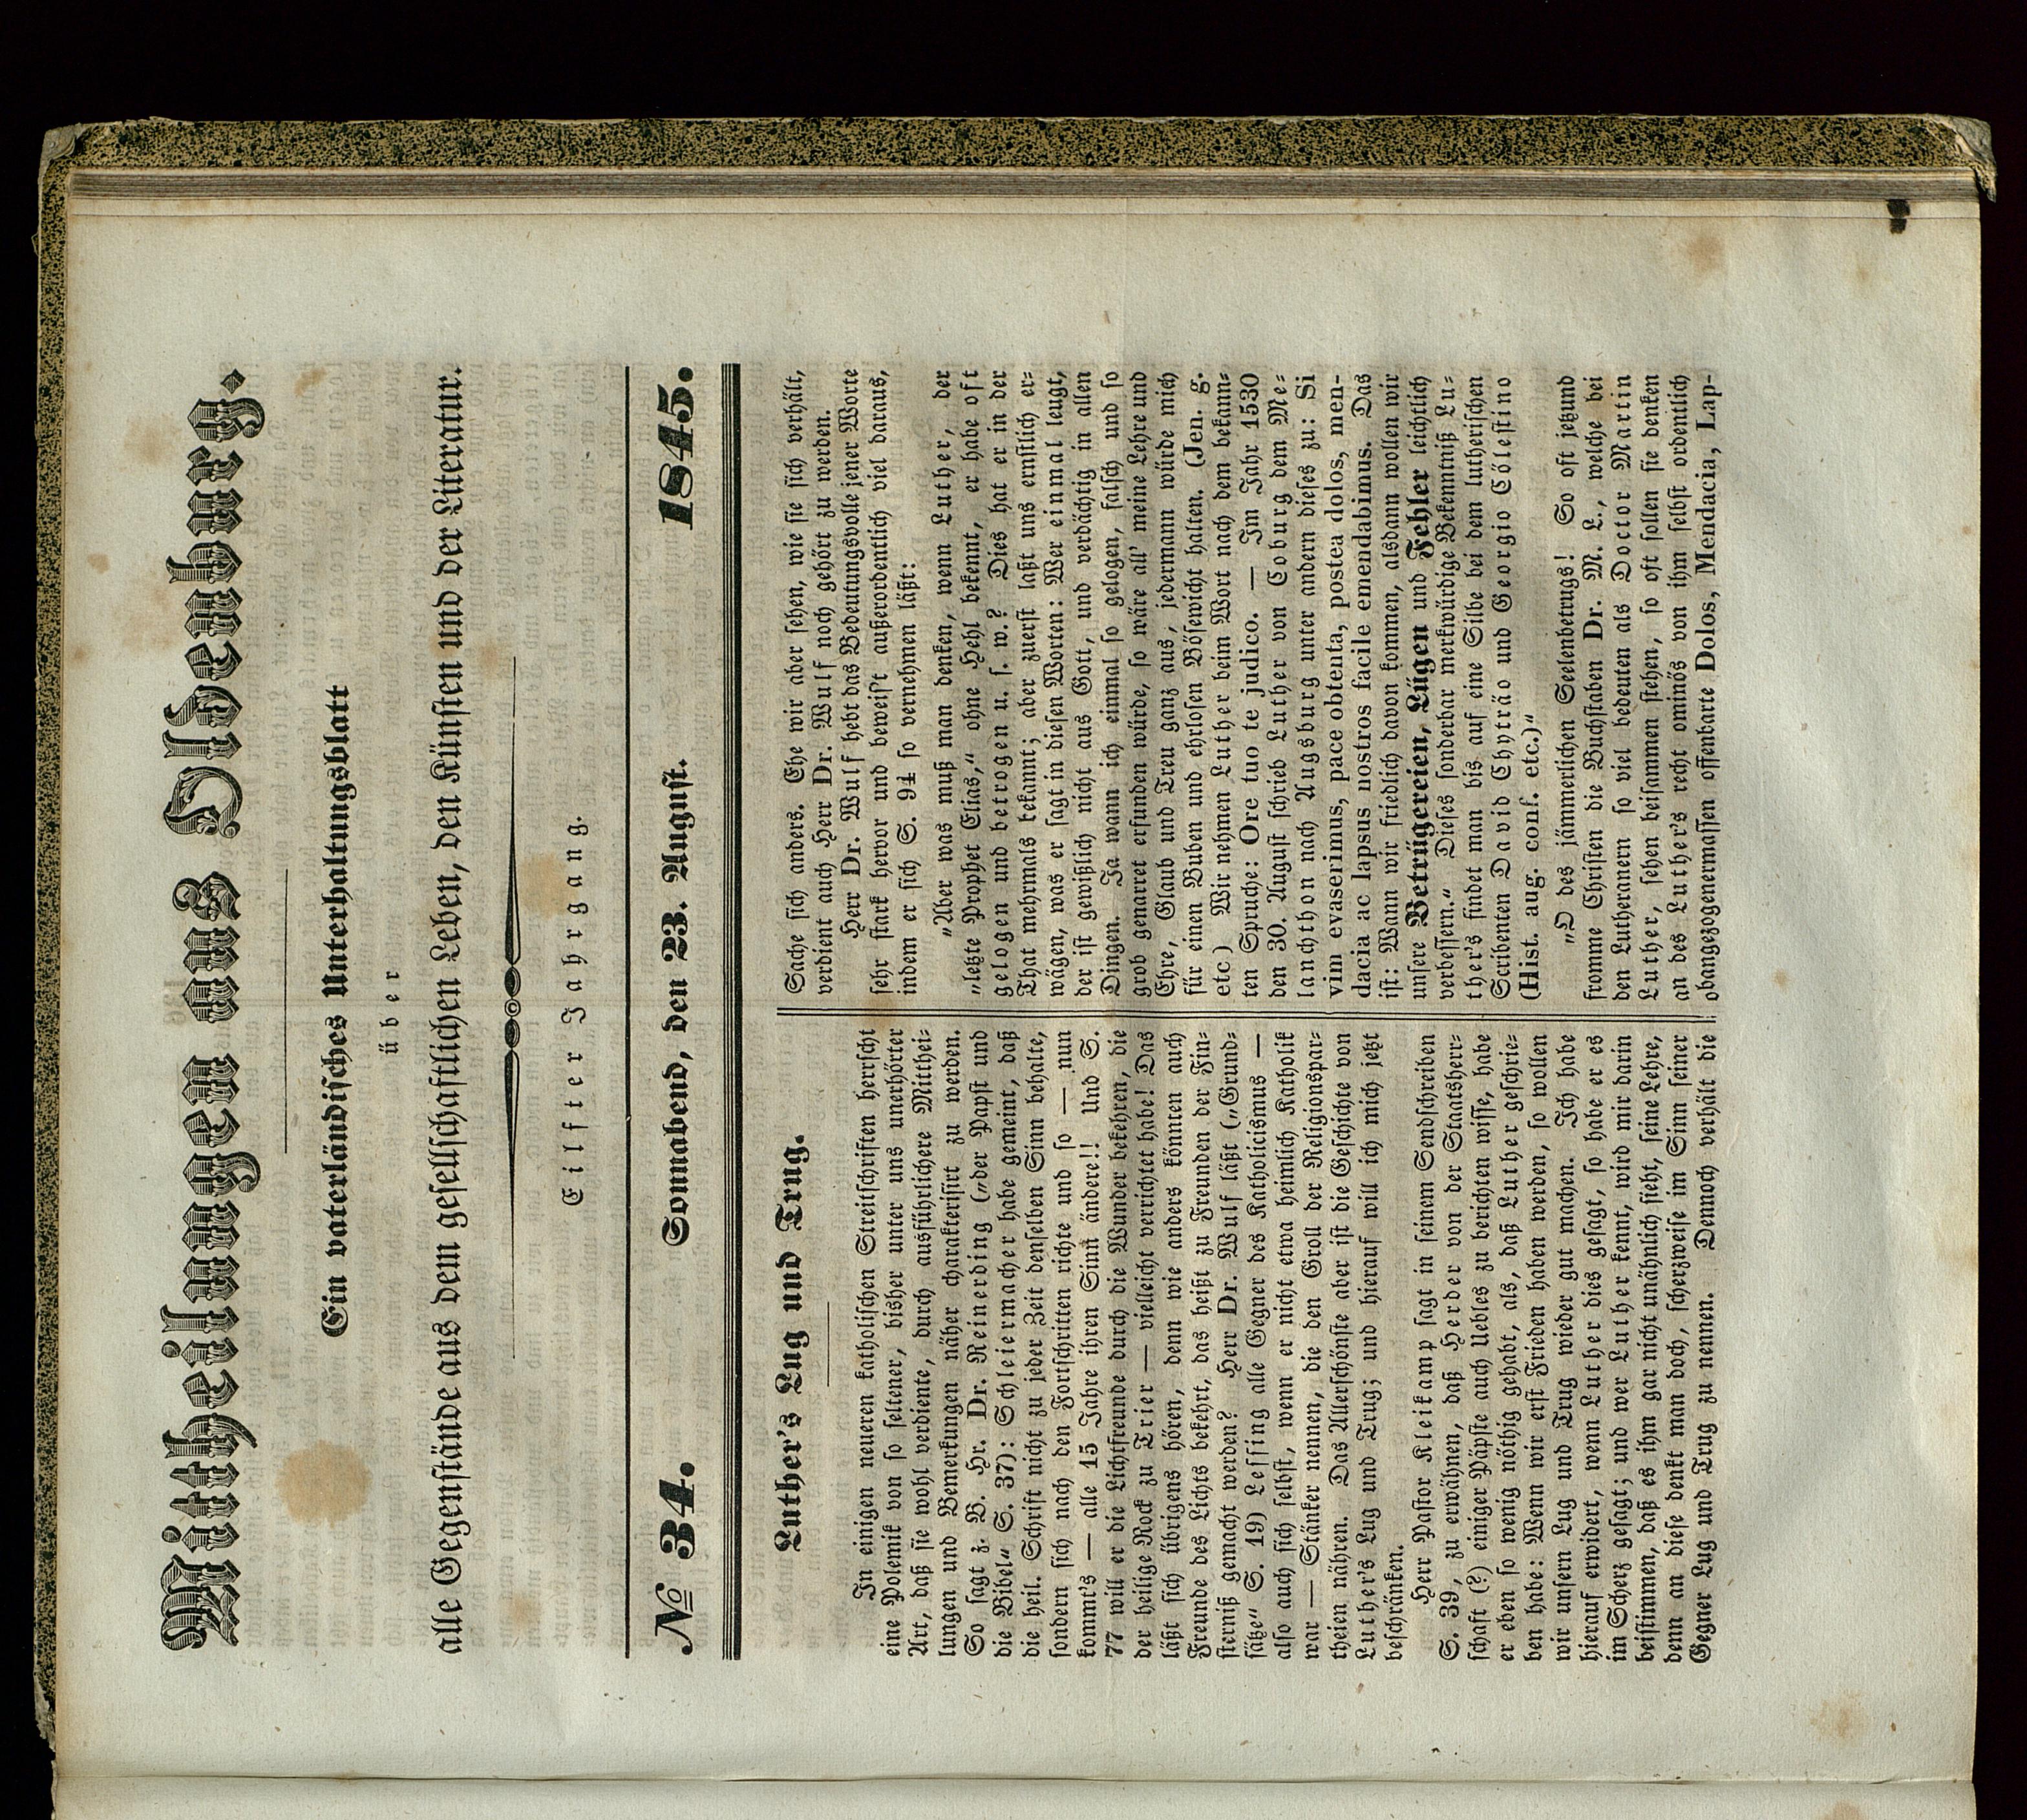 Mittheilungen aus Oldenburg.
Ein vaterländisches Unterhaltungsblatt
über
alle Gegenstände aus dem gesellschaftlichen Leben, den Künsten und der Literatur.
Eilfter Jahrgang.
№ 34. Sonnabend, den 23. August. 1845.
Luther's Lug und Trug.
In einigen neueren katholischen Streitschriften herrscht
eine Polemik von so seltener, bisher unter uns unerhörter
Art, daß sie wohl verdiente, durch ausführlichere Mitthei-
lungen und Bemerkungen näher charakterisirt zu werden.
So sagt z. B. Hr. Dr. Reinerding („der Papst und
die Bibel“ S. 37): Schleiermacher habe gemeint, daß
die heil. Schrift nicht zu jeder Zeit denselben Sinn behalte,
sondern sich nach den Fortschritten richte und so — nun
kommt's — alle 15 Jahre ihren Sinn ändere!! Und S.
77 will er die Lichtfreunde durch die Wunder bekehren, die
der heilige Rock zu Trier — vielleicht verrichtet habe! Das
läßt sich übrigens hören, denn wie anders könnten auch
Freunde des Lichts bekehrt, das heißt zu Freunden der Fin-
sterniß gemacht werden? Herr Dr. Wulf läßt („Grund-
sätze“ S. 19) Lessing alle Gegner des Katholicismus —
also auch sich selbst, wenn er nicht etwa heimlich Katholik
war — Stänker nennen, die den Groll der Religionspar-
theien nähren. Das Allerschönste aber ist die Geschichte von
Luther's Lug und Trug; und hierauf will ich mich jetzt
beschränken.
Herr Pastor Kleikamp sagt in seinem Sendschreiben
S. 39, zu erwähnen, daß Herder von der Staatsherr-
schaft (?) einiger Päpste auch Uebles zu berichten wisse, habe
er eben so wenig nöthig gehabt, als, daß Luther geschrie-
ben habe: Wenn wir erst Frieden haben werden, so wollen
wir unsern Lug und Trug wieder gut machen. Ich habe
hierauf erwidert, wenn Luther dies gesagt, so habe er es
im Scherz gesagt; und wer Luther kennt, wird mir darin
beistimmen, daß es ihm gar nicht unähnlich sieht, seine Lehre,
denn an diese denkt man doch, scherzweise im Sinn seiner
Gegner Lug und Trug zu nennen. Dennoch verhält die
Sache sich anders. Ehe wir aber sehen, wie sie sich verhält,
verdient auch Herr Dr. Wulf noch gehört zu werden.
Herr Dr. Wulf hebt das Bedeutungsvolle jener Worte
sehr stark hervor und beweist außerordentlich viel daraus,
indem er sich S. 94 so vernehmen läßt:
„Aber was muß man denken, wenn Luther, der
„letzte Prophet Elias,“ ohne Hehl bekennt, er habe oft
gelogen und betrogen u. s. w.? Dies hat er in der
That mehrmals bekannt; aber zuerst laßt uns ernstlich er-
wägen, was er sagt in diesen Worten: Wer einmal leugt,
der ist gewißlich nicht aus Gott, und verdächtig in allen
Dingen. Ja wann ich einmal so gelogen, falsch und so
grob genarret erfunden würde, so wäre all' meine Lehre und
Ehre, Glaub und Treu ganz aus, jedermann würde mich
für einen Buben und ehrlosen Bösewicht halten. (Jen. g.
etc) Wir nehmen Luther beim Wort nach dem bekann-
ten Spruche: Ore tuo te judico. — Im Jahr 1530
den 30. August schrieb Luther von Coburg dem Me-
lanchthon nach Augsburg unter andern dieses zu: Si
vim evaserimus, pace obtenta, postea dolos, men-
dacia ac lapsus nostros facile emendabimus. Das
ist: Wann wir friedlich davon kommen, alsdann wollen wir
unsere Betrügereien, Lügen und Fehler leichtlich
verbessern.“ Dieses sonderbar merkwürdige Bekenntniß Lu-
ther's findet man bis auf eine Silbe bei dem lutherischen
Scribenten David Chyträo und Georgio Cölestino
(Hist. aug. conf. etc.)“
„O des jämmerlichen Seelenbetrugs! So oft jetzund
fromme Christen die Buchstaben Dr. M. L., welche bei
den Lutheranern so viel bedeuten als Doctor Martin
Luther, sehen beisammen stehen, so oft sollen sie denken
an des Luther's recht ominös von ihm selbst ordentlich
obangezogenermassen offenbarte Dolos, Mendacia, Lap-